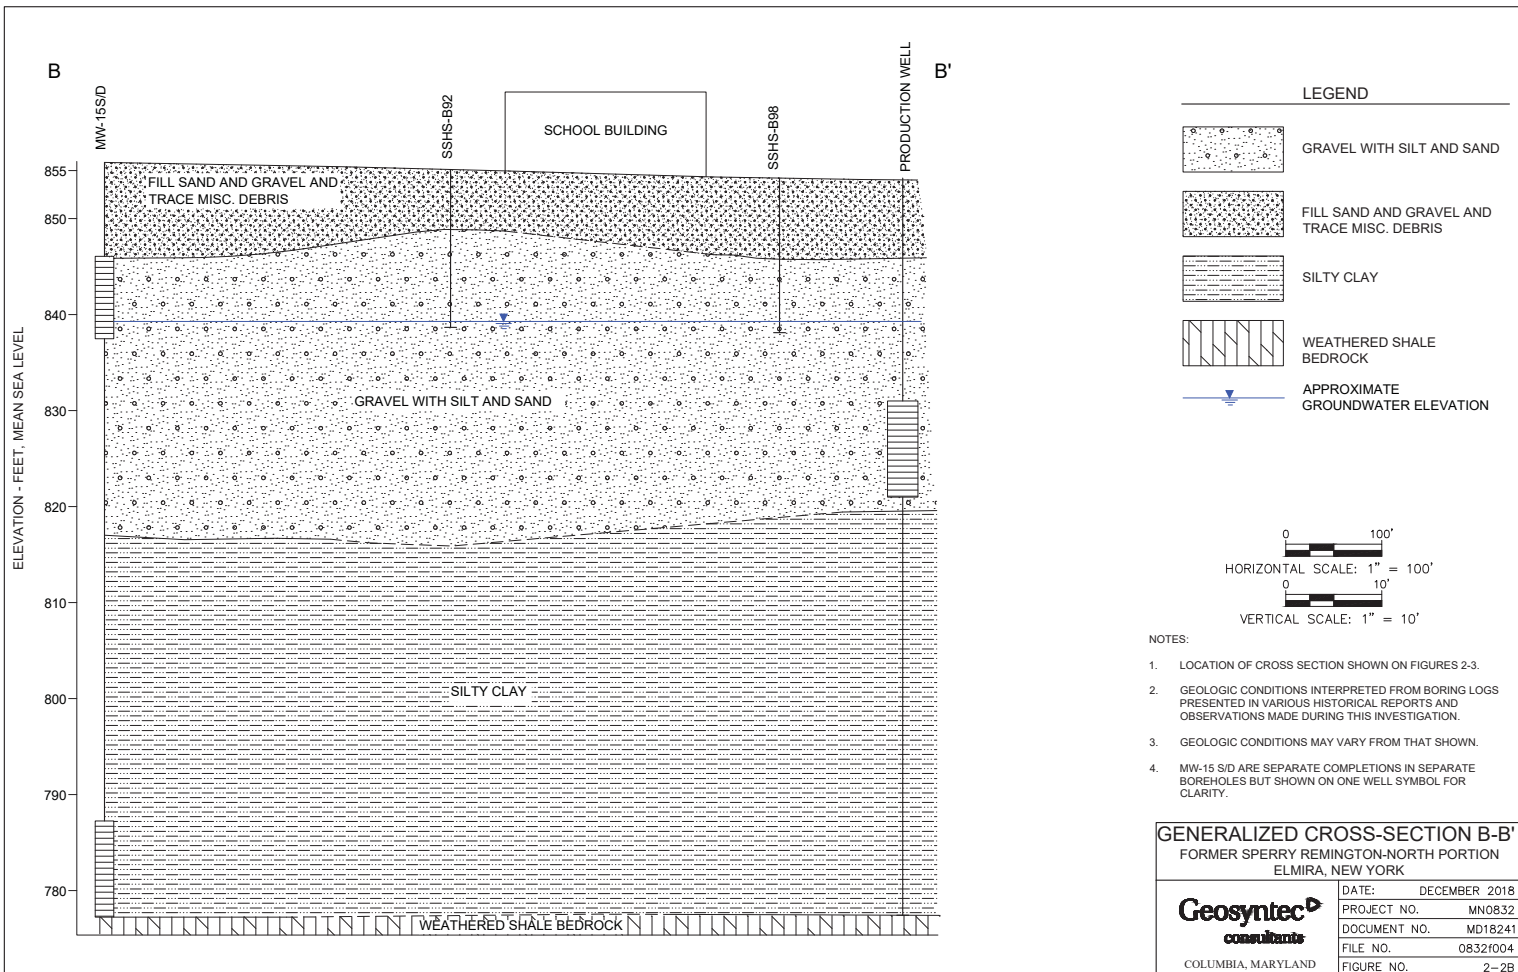 B
B'
MW-15S/D
SSHS-B92
SCHOOL BUILDING
SSHS-B98
PRODUCTION WELL
855
850
840
830
820
810
800
790
780
ELEVATION - FEET, MEAN SEA LEVEL
FILL SAND AND GRAVEL AND
TRACE MISC. DEBRIS
GRAVEL WITH SILT AND SAND
SILTY CLAY
WEATHERED SHALE BEDROCK
LEGEND
GRAVEL WITH SILT AND SAND
FILL SAND AND GRAVEL AND
TRACE MISC. DEBRIS
SILTY CLAY
WEATHERED SHALE
BEDROCK
APPROXIMATE
GROUNDWATER ELEVATION
0 100'
HORIZONTAL SCALE: 1" = 100'
0 10'
VERTICAL SCALE: 1" = 10'
NOTES:
1. LOCATION OF CROSS SECTION SHOWN ON FIGURES 2-3.
2. GEOLOGIC CONDITIONS INTERPRETED FROM BORING LOGS
PRESENTED IN VARIOUS HISTORICAL REPORTS AND
OBSERVATIONS MADE DURING THIS INVESTIGATION.
3. GEOLOGIC CONDITIONS MAY VARY FROM THAT SHOWN.
4. MW-15 S/D ARE SEPARATE COMPLETIONS IN SEPARATE
BOREHOLES BUT SHOWN ON ONE WELL SYMBOL FOR
CLARITY.
GENERALIZED CROSS-SECTION B-B'
FORMER SPERRY REMINGTON-NORTH PORTION
ELMIRA, NEW YORK
Geosyntec
consultants
COLUMBIA, MARYLAND
DATE: DECEMBER 2018
PROJECT NO. MN0832
DOCUMENT NO. MD18241
FILE NO. 0832f004
FIGURE NO. 2-2B